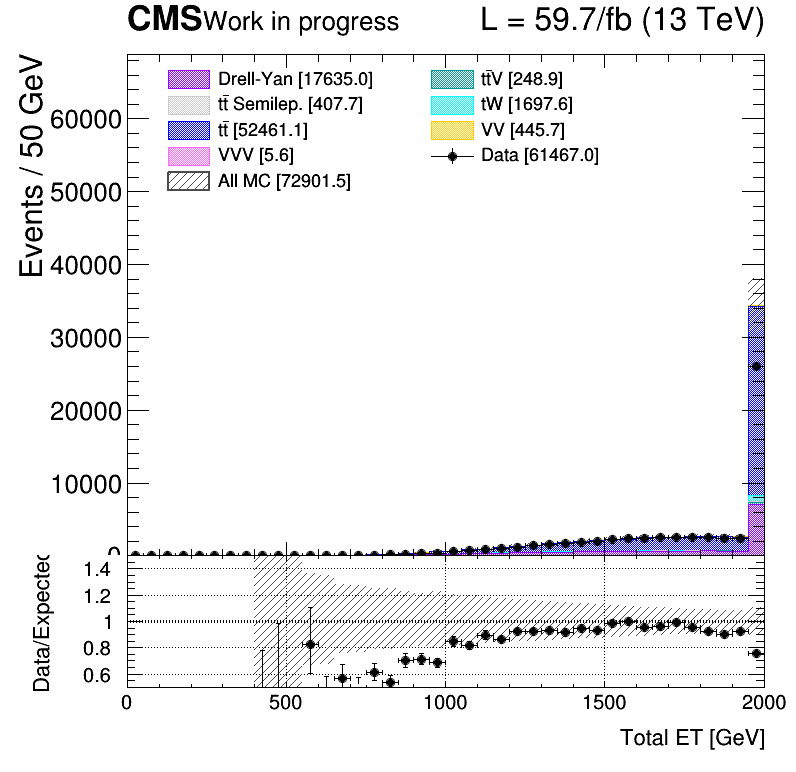 CMS Work in progress L = 59.7/fb (13 TeV)
Events / 50 GeV
60000
50000
40000
30000
20000
10000
0
Drell-Yan [17635.0]
tt̄ Semilep. [407.7]
tt̄ [52461.1]
VVV [5.6]
All MC [72901.5]
tt̄V [248.9]
tW [1697.6]
VV [445.7]
Data [61467.0]
Data/Expected
1.4
1.2
1
0.8
0.6
0 500 1000 1500 2000
Total ET [GeV]